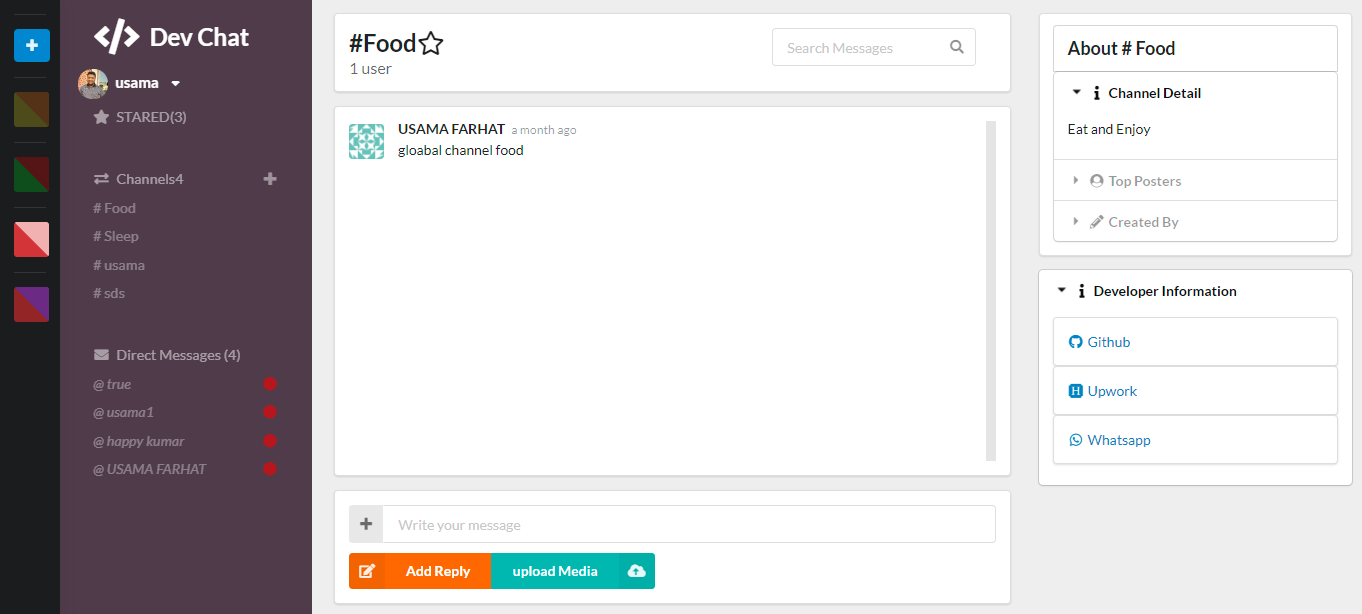 Dev Chat
usama
STARED(3)
Channels4
# Food
# Sleep
# usama
# sds
Direct Messages (4)
@ true
@ usama1
@ happy kumar
@ USAMA FARHAT
#Food
1 user
Search Messages
USAMA FARHAT a month ago
gloabal channel food
Write your message
Add Reply
upload Media
About # Food
Channel Detail
Eat and Enjoy
Top Posters
Created By
Developer Information
Github
Upwork
Whatsapp